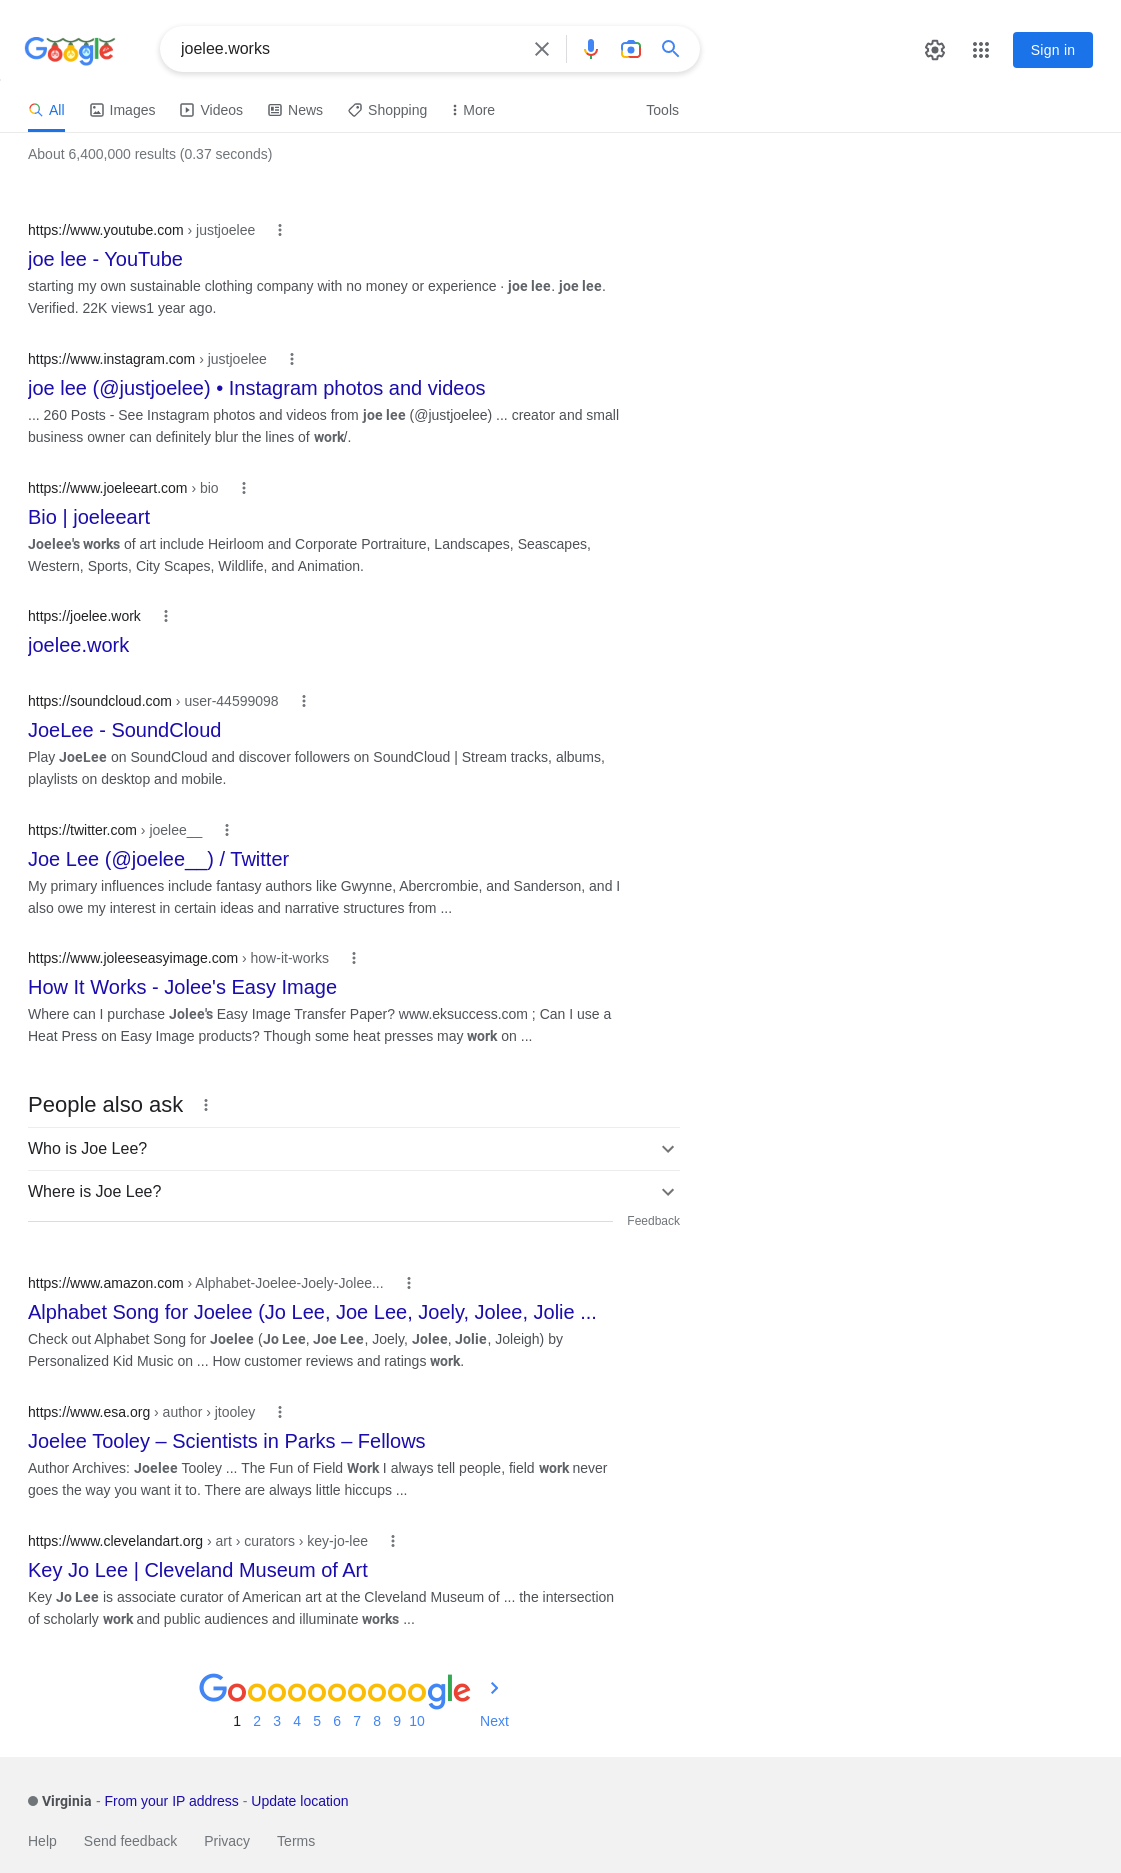 Google
joelee.works
Sign in
All
Images
Videos
News
Shopping
More
Tools
About 6,400,000 results (0.37 seconds)
https://www.youtube.com › justjoelee
joe lee - YouTube
starting my own sustainable clothing company with no money or experience · joe lee. joe lee.
Verified. 22K views1 year ago.
https://www.instagram.com › justjoelee
joe lee (@justjoelee) • Instagram photos and videos
... 260 Posts - See Instagram photos and videos from joe lee (@justjoelee) ... creator and small
business owner can definitely blur the lines of work/.
https://www.joeleeart.com › bio
Bio | joeleeart
Joelee's works of art include Heirloom and Corporate Portraiture, Landscapes, Seascapes,
Western, Sports, City Scapes, Wildlife, and Animation.
https://joelee.work
joelee.work
https://soundcloud.com › user-44599098
JoeLee - SoundCloud
Play JoeLee on SoundCloud and discover followers on SoundCloud | Stream tracks, albums,
playlists on desktop and mobile.
https://twitter.com › joelee__
Joe Lee (@joelee__) / Twitter
My primary influences include fantasy authors like Gwynne, Abercrombie, and Sanderson, and I
also owe my interest in certain ideas and narrative structures from ...
https://www.joleeseasyimage.com › how-it-works
How It Works - Jolee's Easy Image
Where can I purchase Jolee's Easy Image Transfer Paper? www.eksuccess.com ; Can I use a
Heat Press on Easy Image products? Though some heat presses may work on ...
People also ask
Who is Joe Lee?
Where is Joe Lee?
Feedback
https://www.amazon.com › Alphabet-Joelee-Joely-Jolee...
Alphabet Song for Joelee (Jo Lee, Joe Lee, Joely, Jolee, Jolie ...
Check out Alphabet Song for Joelee (Jo Lee, Joe Lee, Joely, Jolee, Jolie, Joleigh) by
Personalized Kid Music on ... How customer reviews and ratings work.
https://www.esa.org › author › jtooley
Joelee Tooley – Scientists in Parks – Fellows
Author Archives: Joelee Tooley ... The Fun of Field Work I always tell people, field work never
goes the way you want it to. There are always little hiccups ...
https://www.clevelandart.org › art › curators › key-jo-lee
Key Jo Lee | Cleveland Museum of Art
Key Jo Lee is associate curator of American art at the Cleveland Museum of ... the intersection
of scholarly work and public audiences and illuminate works ...
Goooooooooogle
1 2 3 4 5 6 7 8 9 10 Next
Virginia - From your IP address - Update location
Help Send feedback Privacy Terms